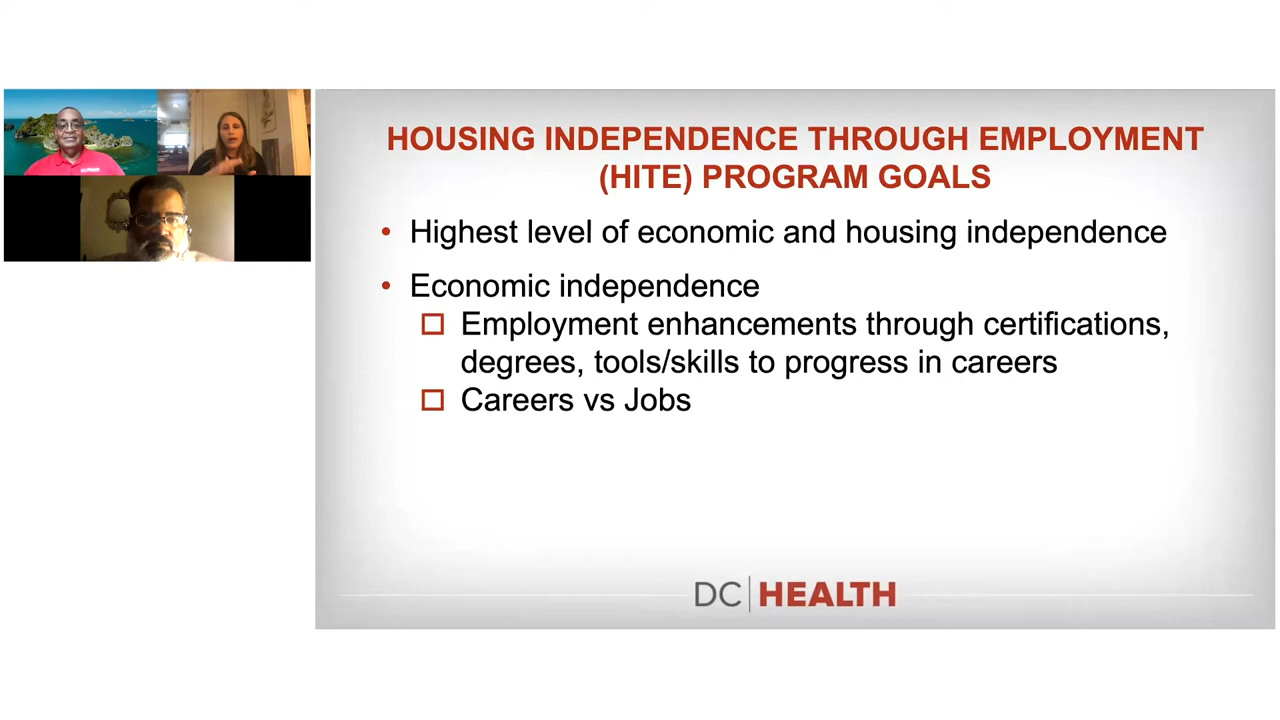 HOUSING INDEPENDENCE THROUGH EMPLOYMENT
(HITE) PROGRAM GOALS
• Highest level of economic and housing independence
• Economic independence
□ Employment enhancements through certifications,
degrees, tools/skills to progress in careers
□ Careers vs Jobs
DC|HEALTH